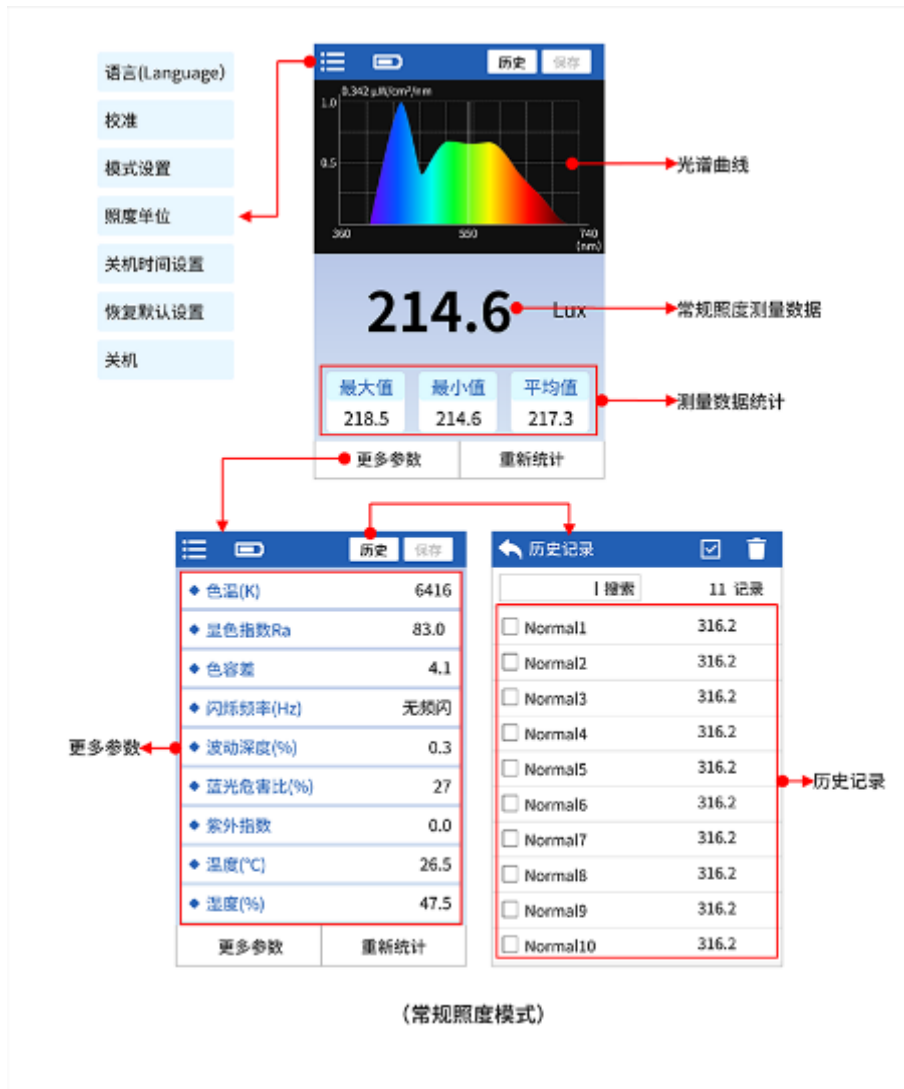 语言(Language)
校准
模式设置
照度单位
关机时间设置
恢复默认设置
关机
历史 保存
0.342 μW/cm²/nm
1.0
0.5
360 550 740
(nm)
光谱曲线
214.6 Lux
常规照度测量数据
最大值 最小值 平均值
218.5 214.6 217.3
测量数据统计
更多参数 重新统计
历史 保存
色温(K) 6416
显色指数Ra 83.0
色容差 4.1
闪烁频率(Hz) 无频闪
波动深度(%) 0.3
蓝光危害比(%) 27
紫外指数 0.0
温度(℃) 26.5
湿度(%) 47.5
更多参数 重新统计
更多参数
历史记录
搜索 11 记录
Normal1 316.2
Normal2 316.2
Normal3 316.2
Normal4 316.2
Normal5 316.2
Normal6 316.2
Normal7 316.2
Normal8 316.2
Normal9 316.2
Normal10 316.2
历史记录
(常规照度模式)